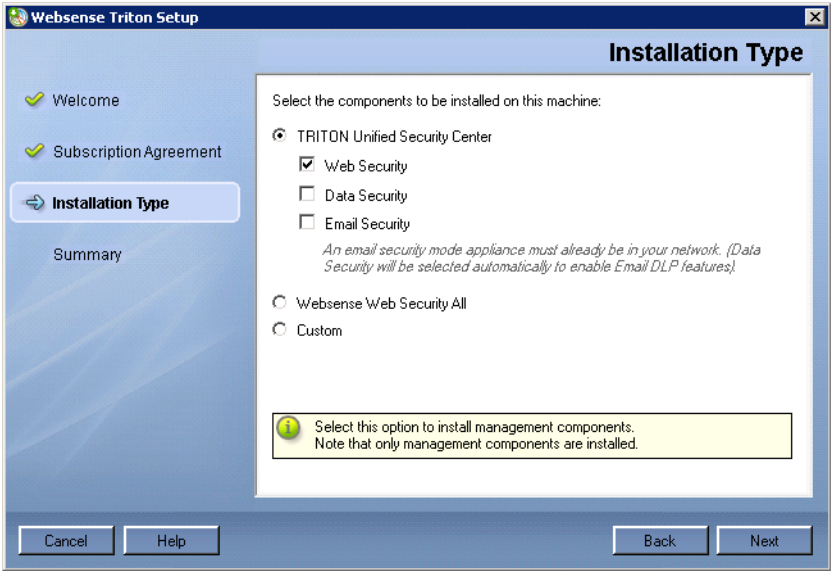 Websense Triton Setup
Installation Type
Welcome
Subscription Agreement
Installation Type
Summary
Select the components to be installed on this machine:
TRITON Unified Security Center
Web Security
Data Security
Email Security
An email security mode appliance must already be in your network. (Data
Security will be selected automatically to enable Email DLP features).
Websense Web Security All
Custom
Select this option to install management components.
Note that only management components are installed.
Cancel
Help
Back
Next